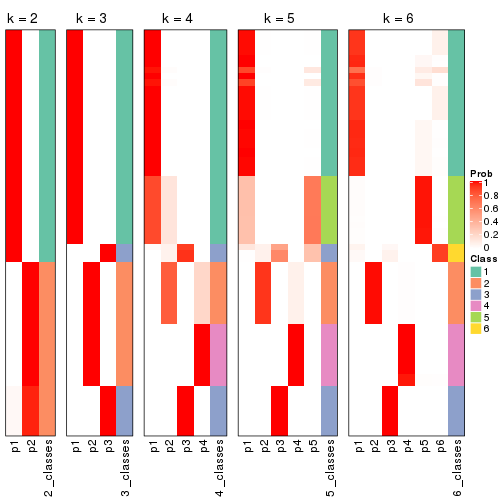 k = 2
k = 3
k = 4
k = 5
k = 6
Prob
1
0.8
0.6
0.4
0.2
0
Class
1
2
3
4
5
6
p1
p2
2_classes
p1
p2
p3
3_classes
p1
p2
p3
p4
4_classes
p1
p2
p3
p4
p5
5_classes
p1
p2
p3
p4
p5
p6
6_classes